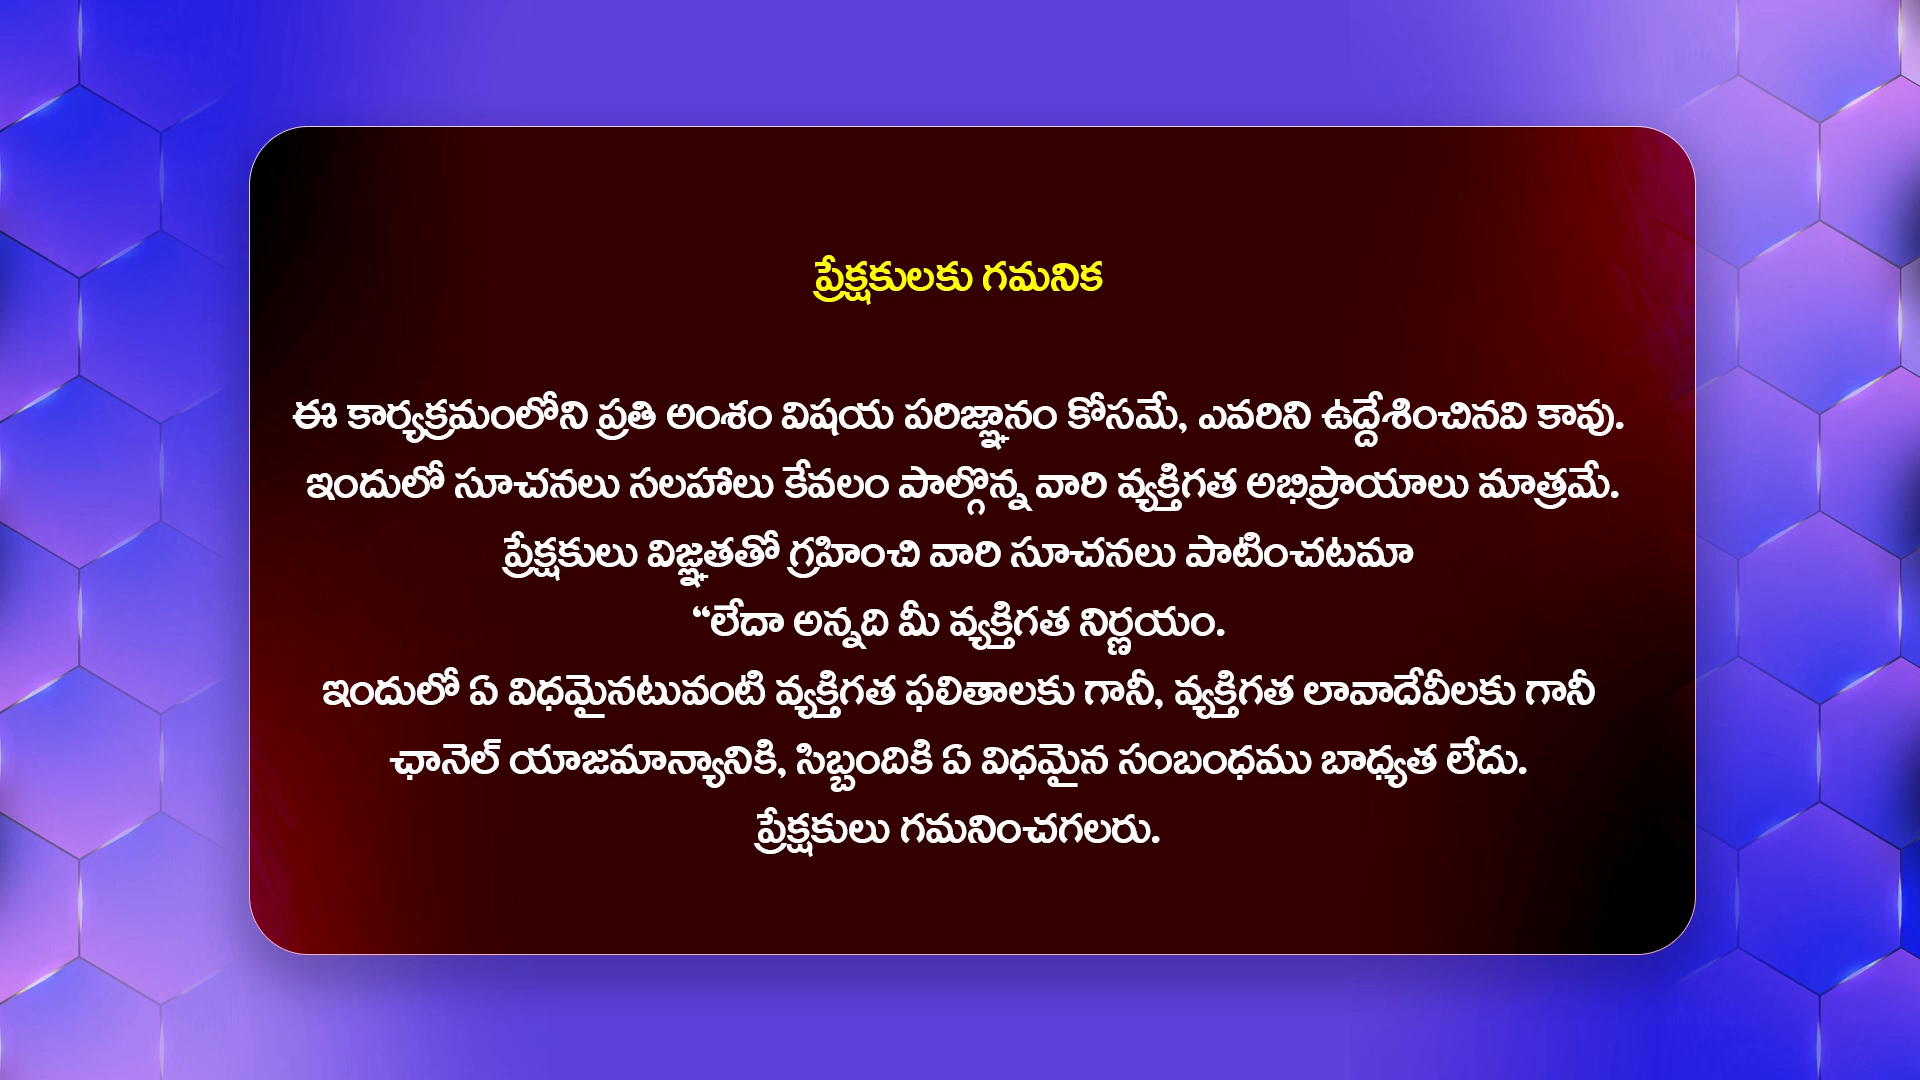 ప్రేక్షకులకు గమనిక
ఈ కార్యక్రమంలోని ప్రతి అంశం విషయ పరిజ్ఞానం కోసమే, ఎవరిని ఉద్దేశించినవి కావు.
ఇందులో సూచనలు సలహాలు కేవలం పాల్గొన్న వారి వ్యక్తిగత అభిప్రాయాలు మాత్రమే.
ప్రేక్షకులు విజ్ఞతతో గ్రహించి వారి సూచనలు పాటించటమా
“లేదా అన్నది మీ వ్యక్తిగత నిర్ణయం.
ఇందులో ఏ విధమైనటువంటి వ్యక్తిగత ఫలితాలకు గానీ, వ్యక్తిగత లావాదేవీలకు గానీ
ఛానెల్ యాజమాన్యానికి, సిబ్బందికి ఏ విధమైన సంబంధము బాధ్యత లేదు.
ప్రేక్షకులు గమనించగలరు.